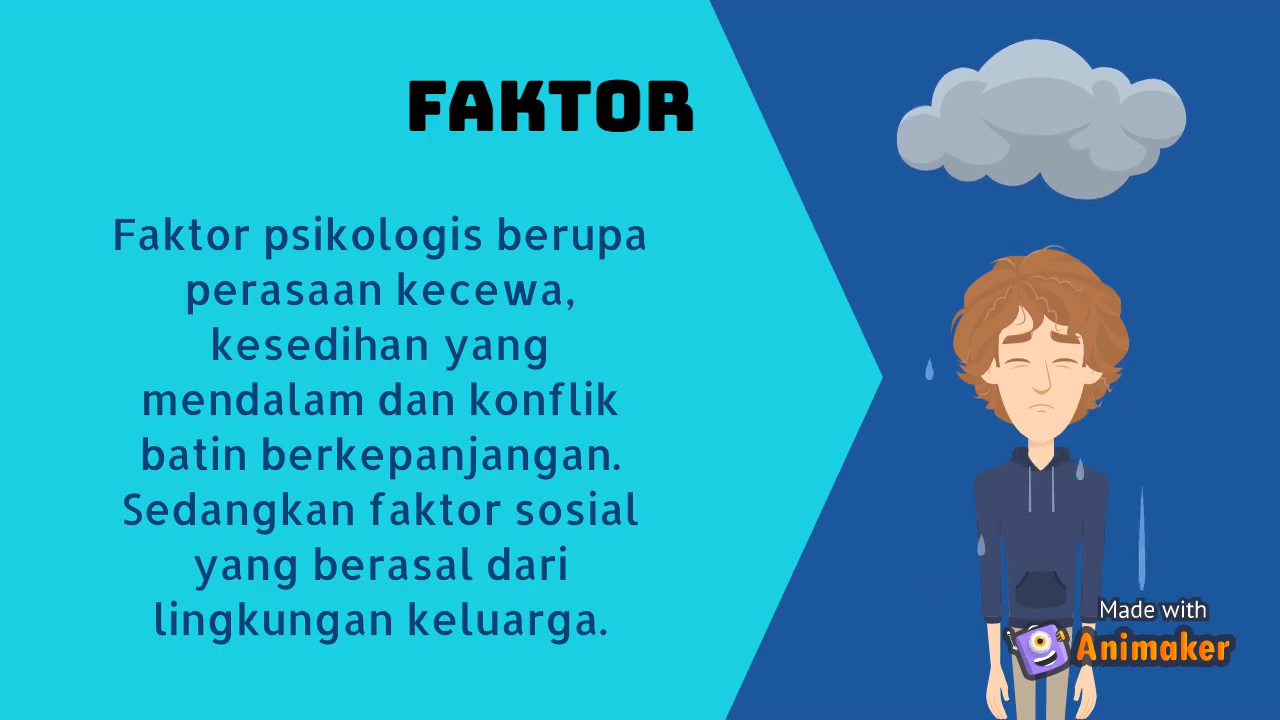 FAKTOR
Faktor psikologis berupa
perasaan kecewa,
kesedihan yang
mendalam dan konflik
batin berkepanjangan.
Sedangkan faktor sosial
yang berasal dari
lingkungan keluarga.
Made with
Animaker